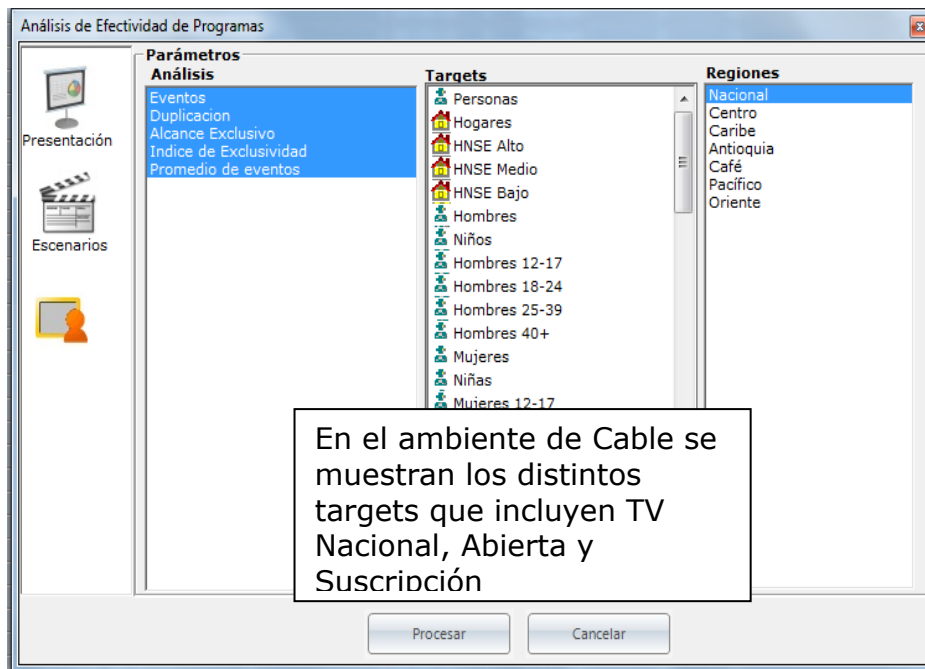 Análisis de Efectividad de Programas
Parámetros
Análisis
Eventos
Duplicacion
Alcance Exclusivo
Indice de Exclusividad
Promedio de eventos
Targets
Personas
Hogares
HNSE Alto
HNSE Medio
HNSE Bajo
Hombres
Niños
Hombres 12-17
Hombres 18-24
Hombres 25-39
Hombres 40+
Mujeres
Niñas
Mujeres 12-17
Regiones
Nacional
Centro
Caribe
Antioquia
Café
Pacífico
Oriente
Presentación
Escenarios
En el ambiente de Cable se
muestran los distintos
targets que incluyen TV
Nacional, Abierta y
Suscripción
Procesar
Cancelar